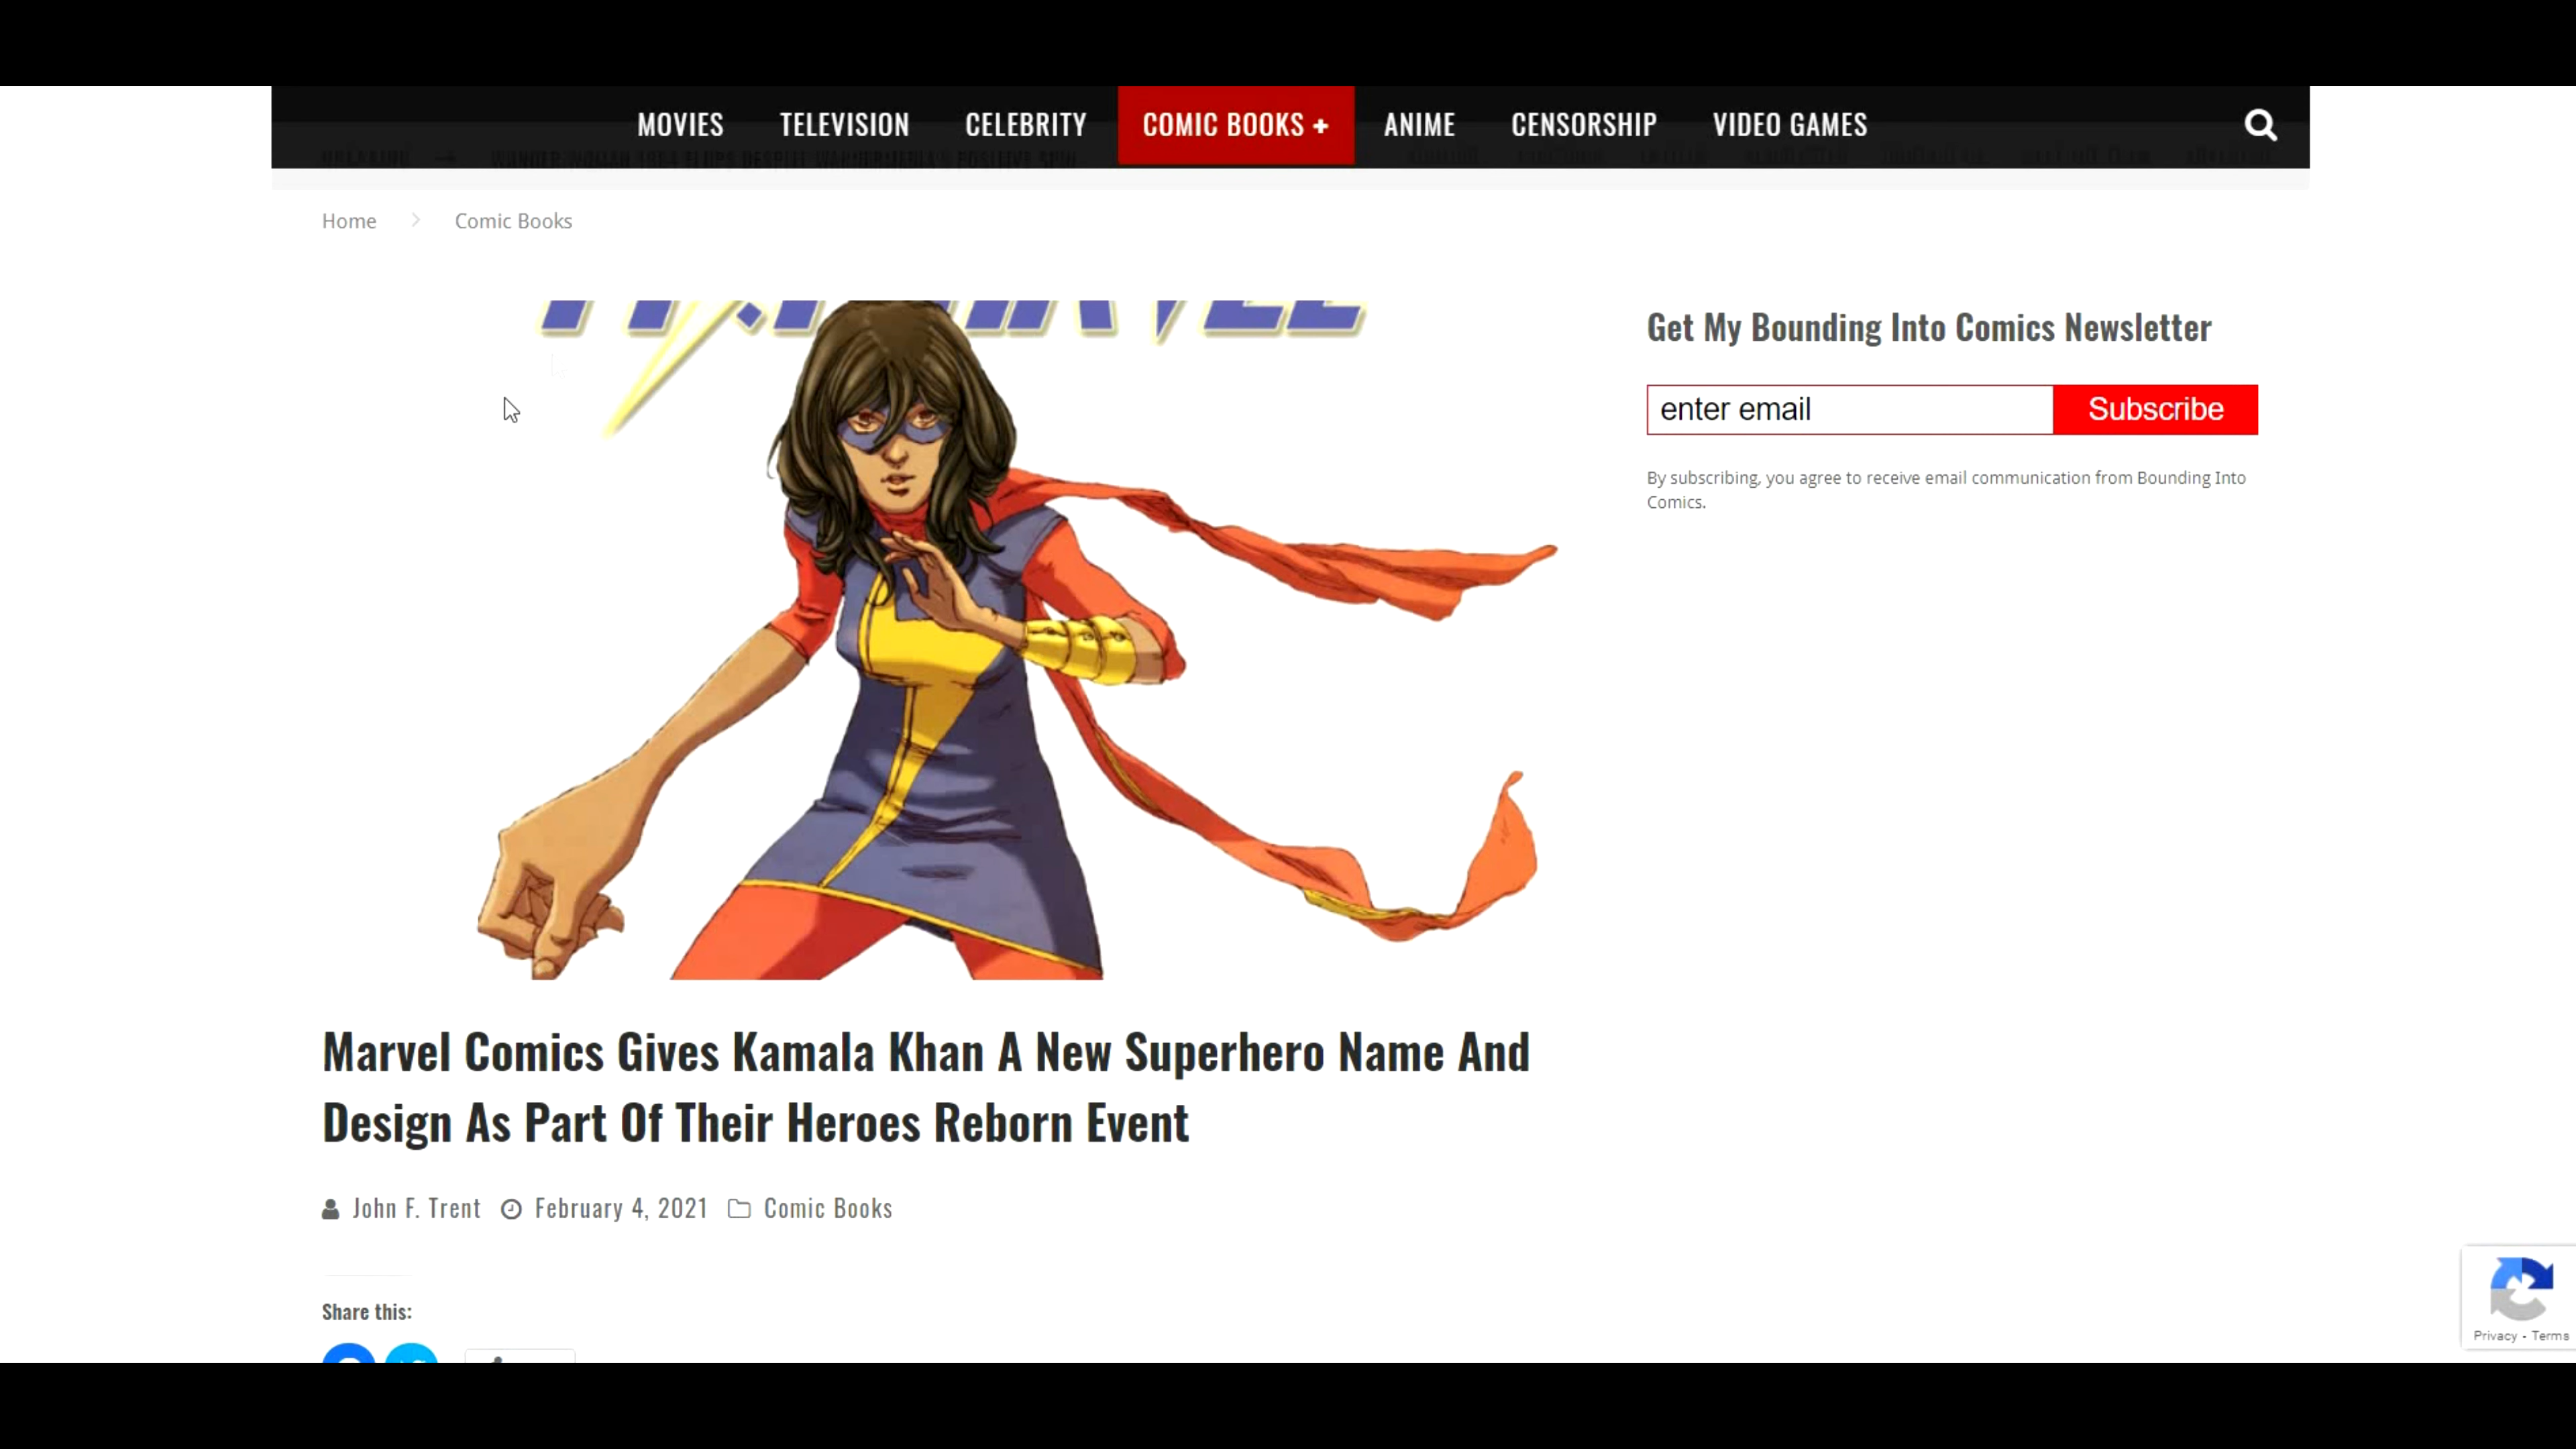 MOVIES TELEVISION CELEBRITY COMIC BOOKS + ANIME CENSORSHIP VIDEO GAMES
Home Comic Books
Get My Bounding Into Comics Newsletter
enter email Subscribe
By subscribing, you agree to receive email communication from Bounding Into
Comics.
Marvel Comics Gives Kamala Khan A New Superhero Name And
Design As Part Of Their Heroes Reborn Event
John F. Trent February 4, 2021 Comic Books
Share this:
Privacy - Terms